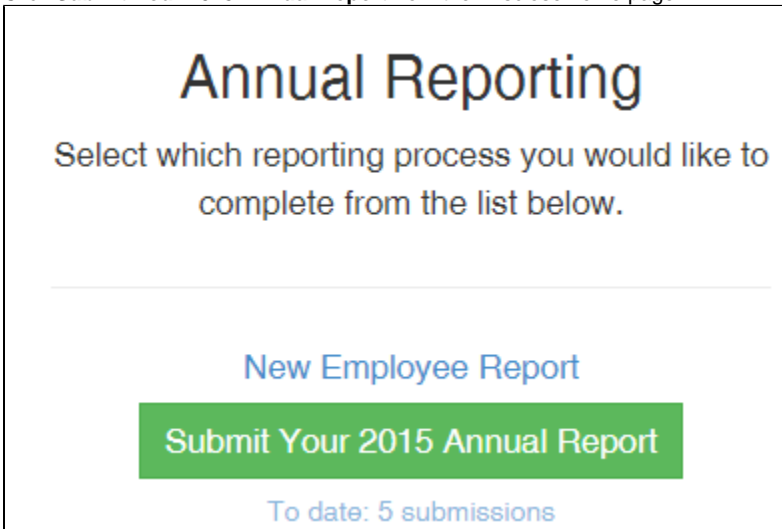 Annual Reporting
Select which reporting process you would like to
complete from the list below.
New Employee Report
Submit Your 2015 Annual Report
To date: 5 submissions